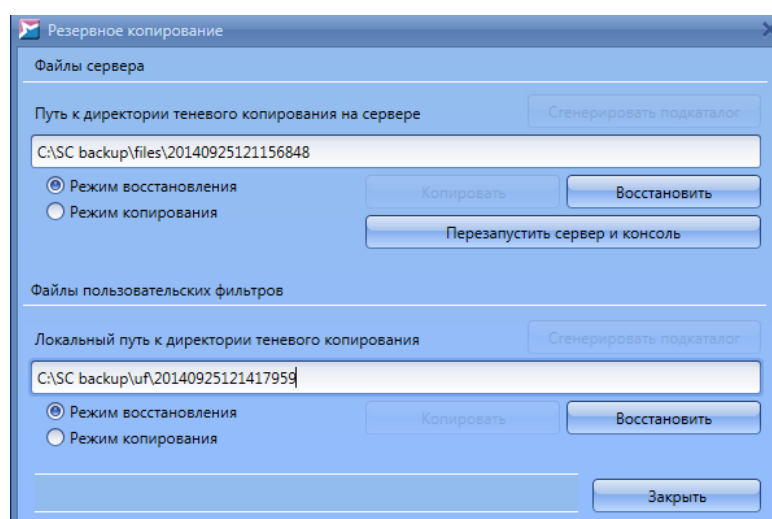 Резервное копирование
Файлы сервера
Путь к директории теневого копирования на сервере
Сгенерировать подкаталог
C:\SC backup\files\20140925121156848
Режим восстановления
Копировать
Восстановить
Режим копирования
Перезапустить сервер и консоль
Файлы пользовательских фильтров
Локальный путь к директории теневого копирования
Сгенерировать подкаталог
C:\SC backup\uf\20140925121417959
Режим восстановления
Копировать
Восстановить
Режим копирования
Закрыть